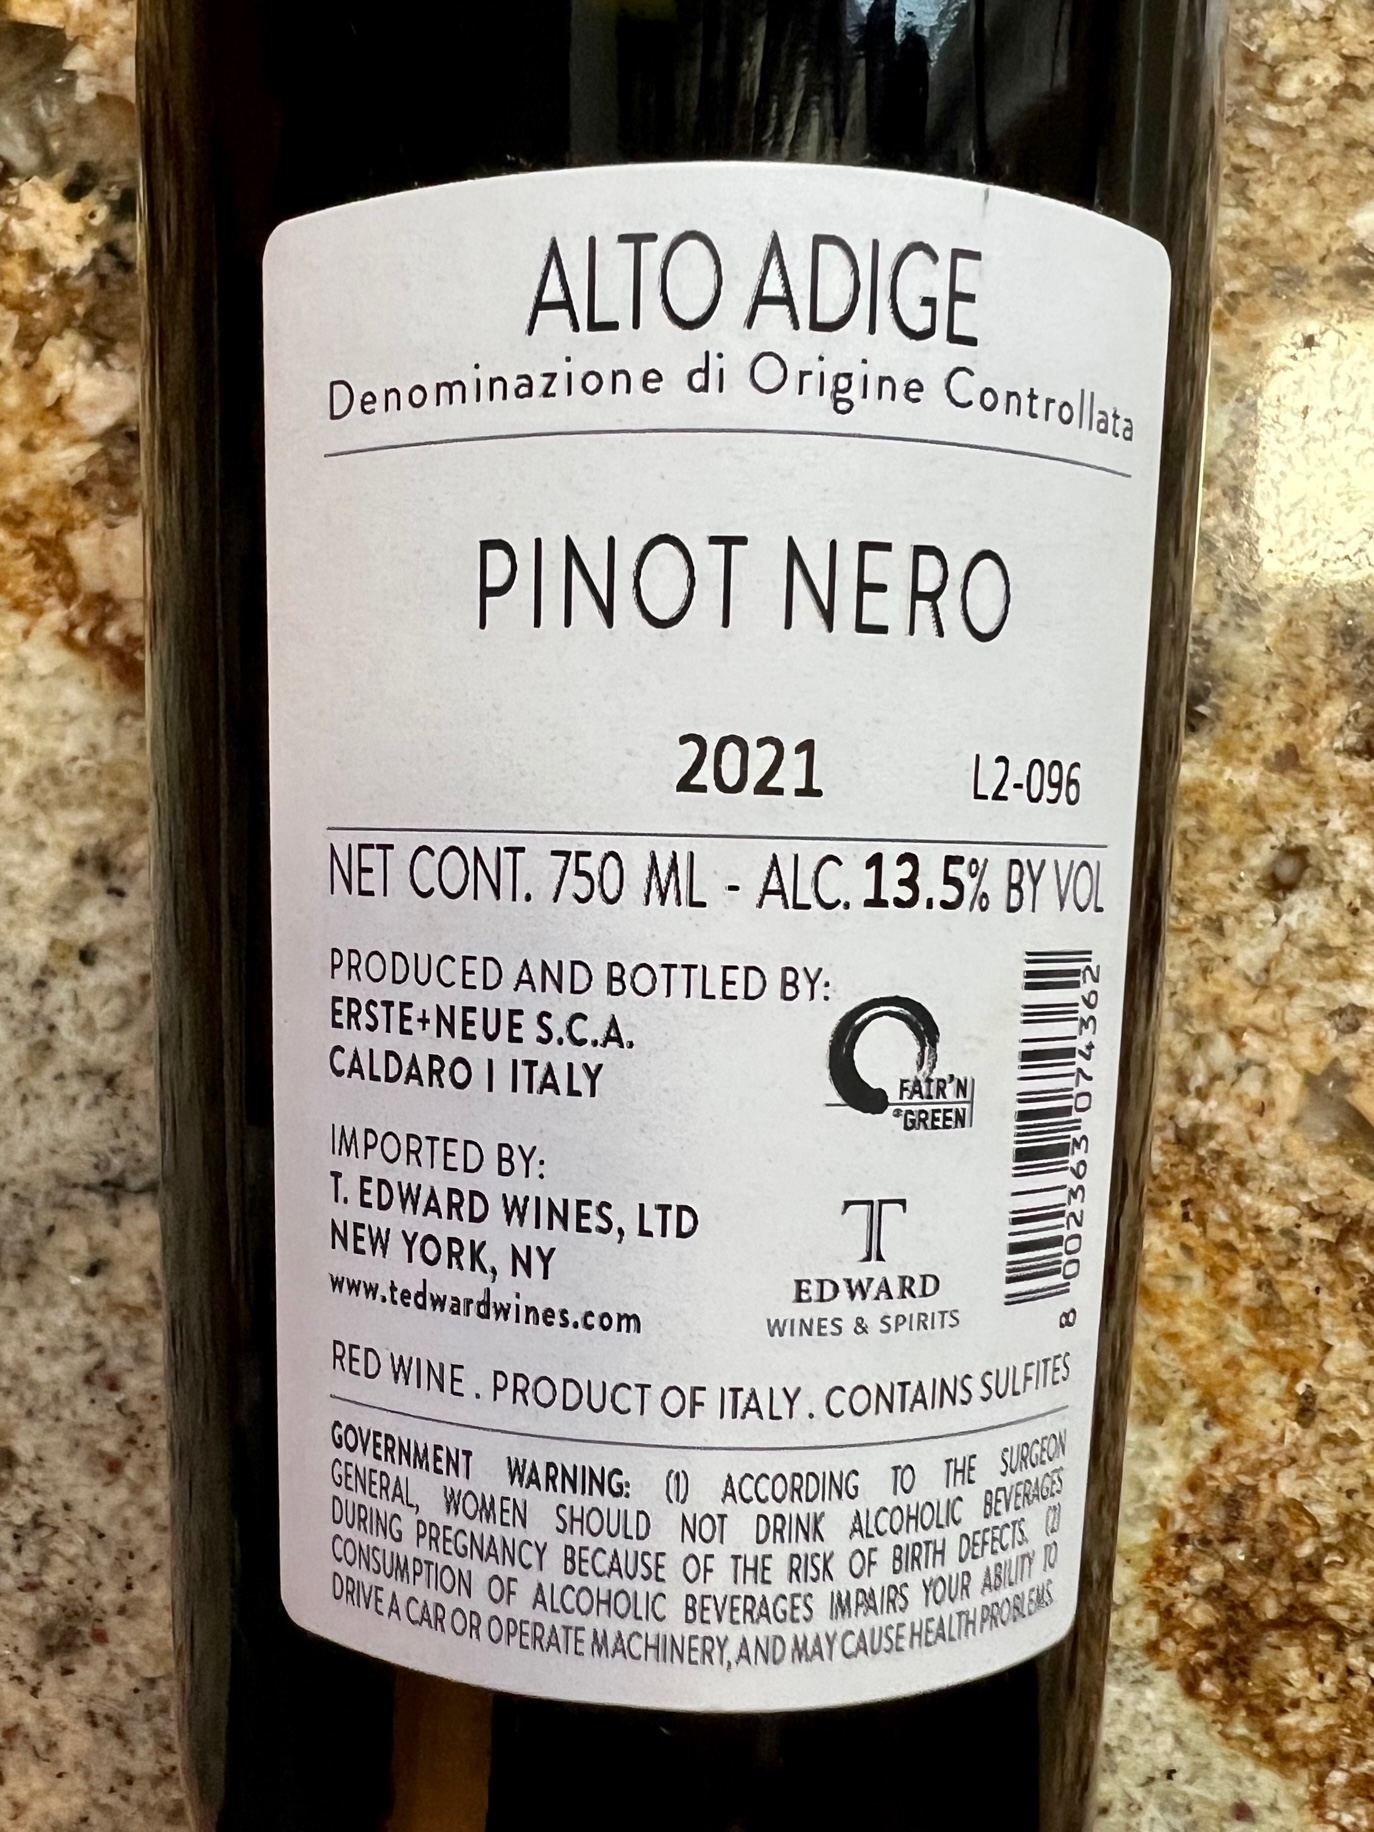 ALTO ADIGE
Denominazione di Origine Controllata
PINOT NERO
2021 L2-096
NET CONT. 750 ML - ALC. 13.5% BY VOL
PRODUCED AND BOTTLED BY:
ERSTE+NEUE S.C.A.
CALDARO I ITALY
FAIR'N
GREEN
IMPORTED BY:
T. EDWARD WINES, LTD
NEW YORK, NY
www.tedwardwines.com
T
EDWARD
WINES & SPIRITS
8 002363 074362
RED WINE . PRODUCT OF ITALY . CONTAINS SULFITES
GOVERNMENT WARNING: (1) ACCORDING TO THE SURGEON
GENERAL, WOMEN SHOULD NOT DRINK ALCOHOLIC BEVERAGES
DURING PREGNANCY BECAUSE OF THE RISK OF BIRTH DEFECTS. (2)
CONSUMPTION OF ALCOHOLIC BEVERAGES IMPAIRS YOUR ABILITY TO
DRIVE A CAR OR OPERATE MACHINERY, AND MAY CAUSE HEALTH PROBLEMS.